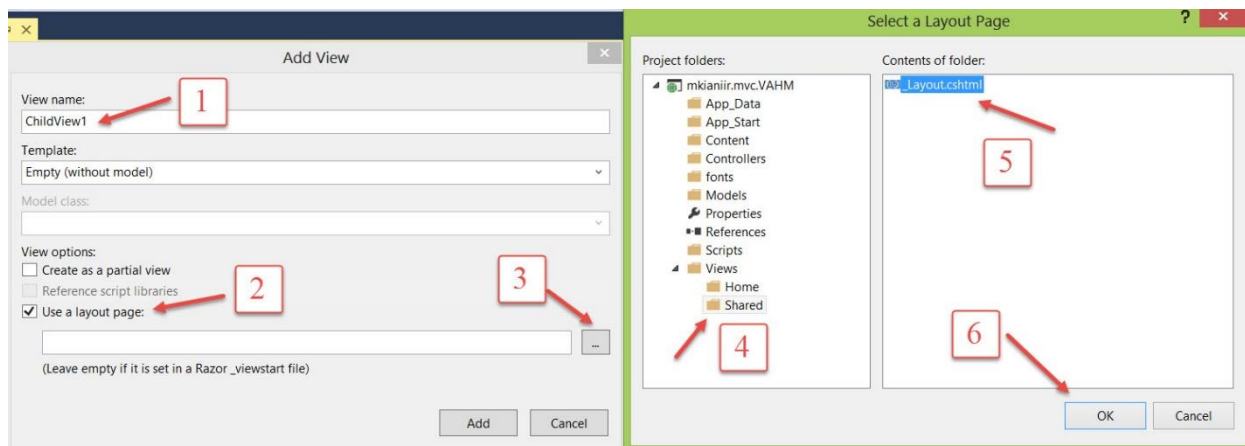 Add View
View name:
1
ChildView1
Template:
Empty (without model)
Model class:
View options:
Create as a partial view
Reference script libraries
2
3
Use a layout page:
...
(Leave empty if it is set in a Razor _viewstart file)
Add Cancel
Select a Layout Page ?
Project folders:
mkianiir.mvc.VAHM
App_Data
App_Start
Content
Controllers
fonts
Models
Properties
References
Scripts
Views
Home
Shared
4
Contents of folder:
_Layout.cshtml
5
6
OK Cancel